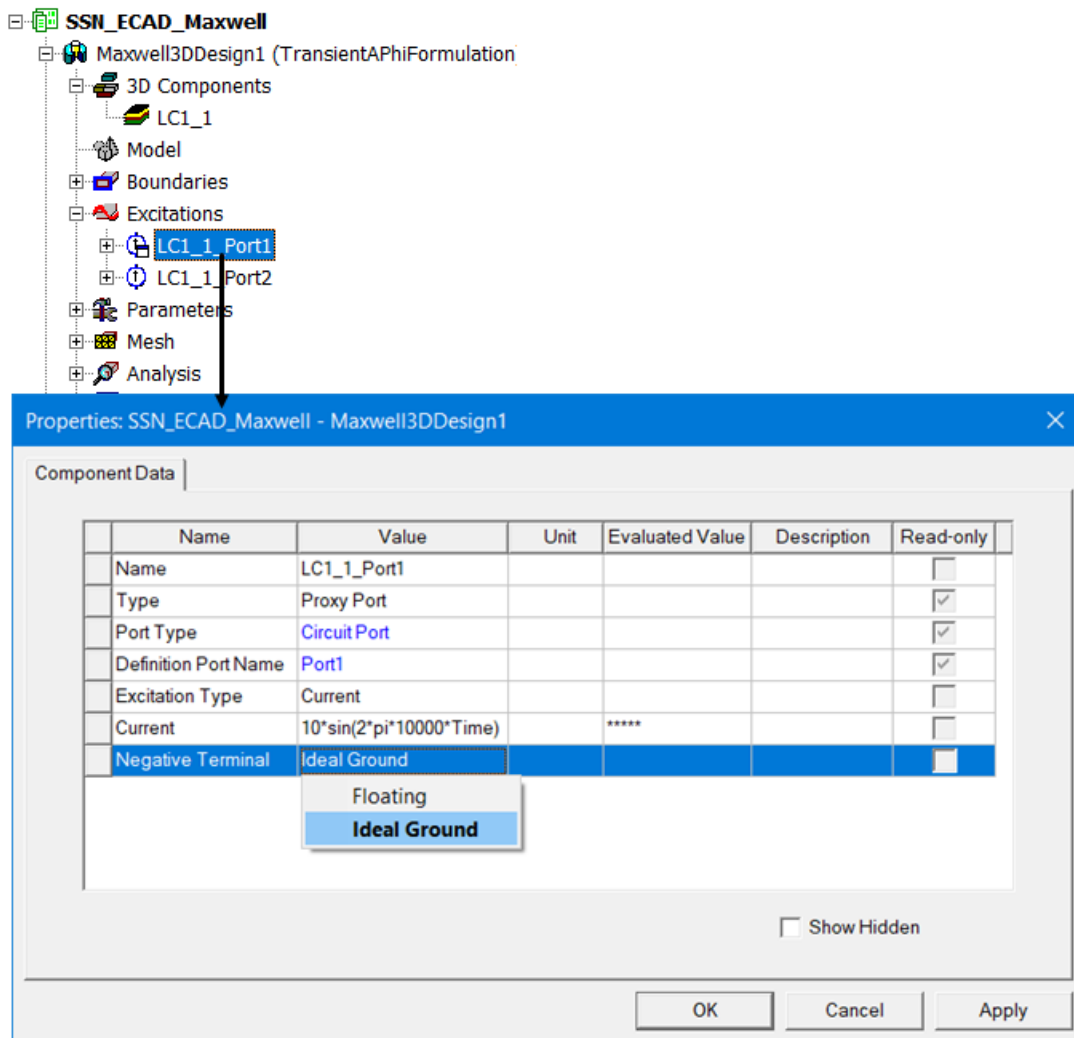 SSN_ECAD_Maxwell
Maxwell3DDesign1 (TransientAPhiFormulation
3D Components
LC1_1
Model
Boundaries
Excitations
LC1_1_Port1
LC1_1_Port2
Parameters
Mesh
Analysis
Properties: SSN_ECAD_Maxwell - Maxwell3DDesign1
Component Data
Name Value Unit Evaluated Value Description Read-only
Name LC1_1_Port1
Type Proxy Port
Port Type Circuit Port
Definition Port Name Port1
Excitation Type Current
Current 10*sin(2*pi*10000*Time) *****
Negative Terminal Ideal Ground
Floating
Ideal Ground
Show Hidden
OK Cancel Apply